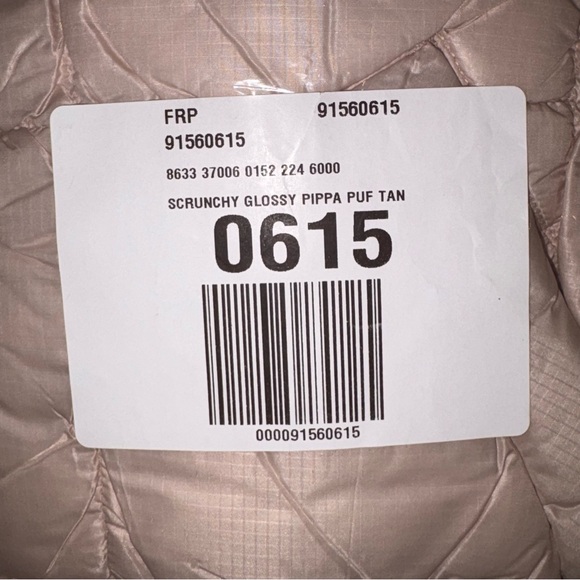 FRP 91560615
91560615
8633 37006 0152 224 6000
SCRUNCHY GLOSSY PIPPA PUF TAN
0615
000091560615